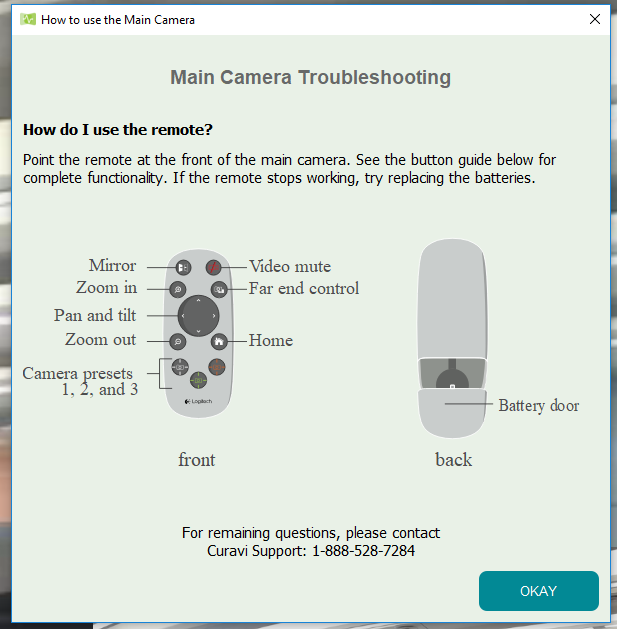 How to use the Main Camera
Main Camera Troubleshooting
How do I use the remote?
Point the remote at the front of the main camera. See the button guide below for
complete functionality. If the remote stops working, try replacing the batteries.
Mirror
Video mute
Zoom in
Far end control
Pan and tilt
Zoom out
Home
Camera presets
1, 2, and 3
Logitech
Battery door
front
back
For remaining questions, please contact
Curavi Support: 1-888-528-7284
OKAY